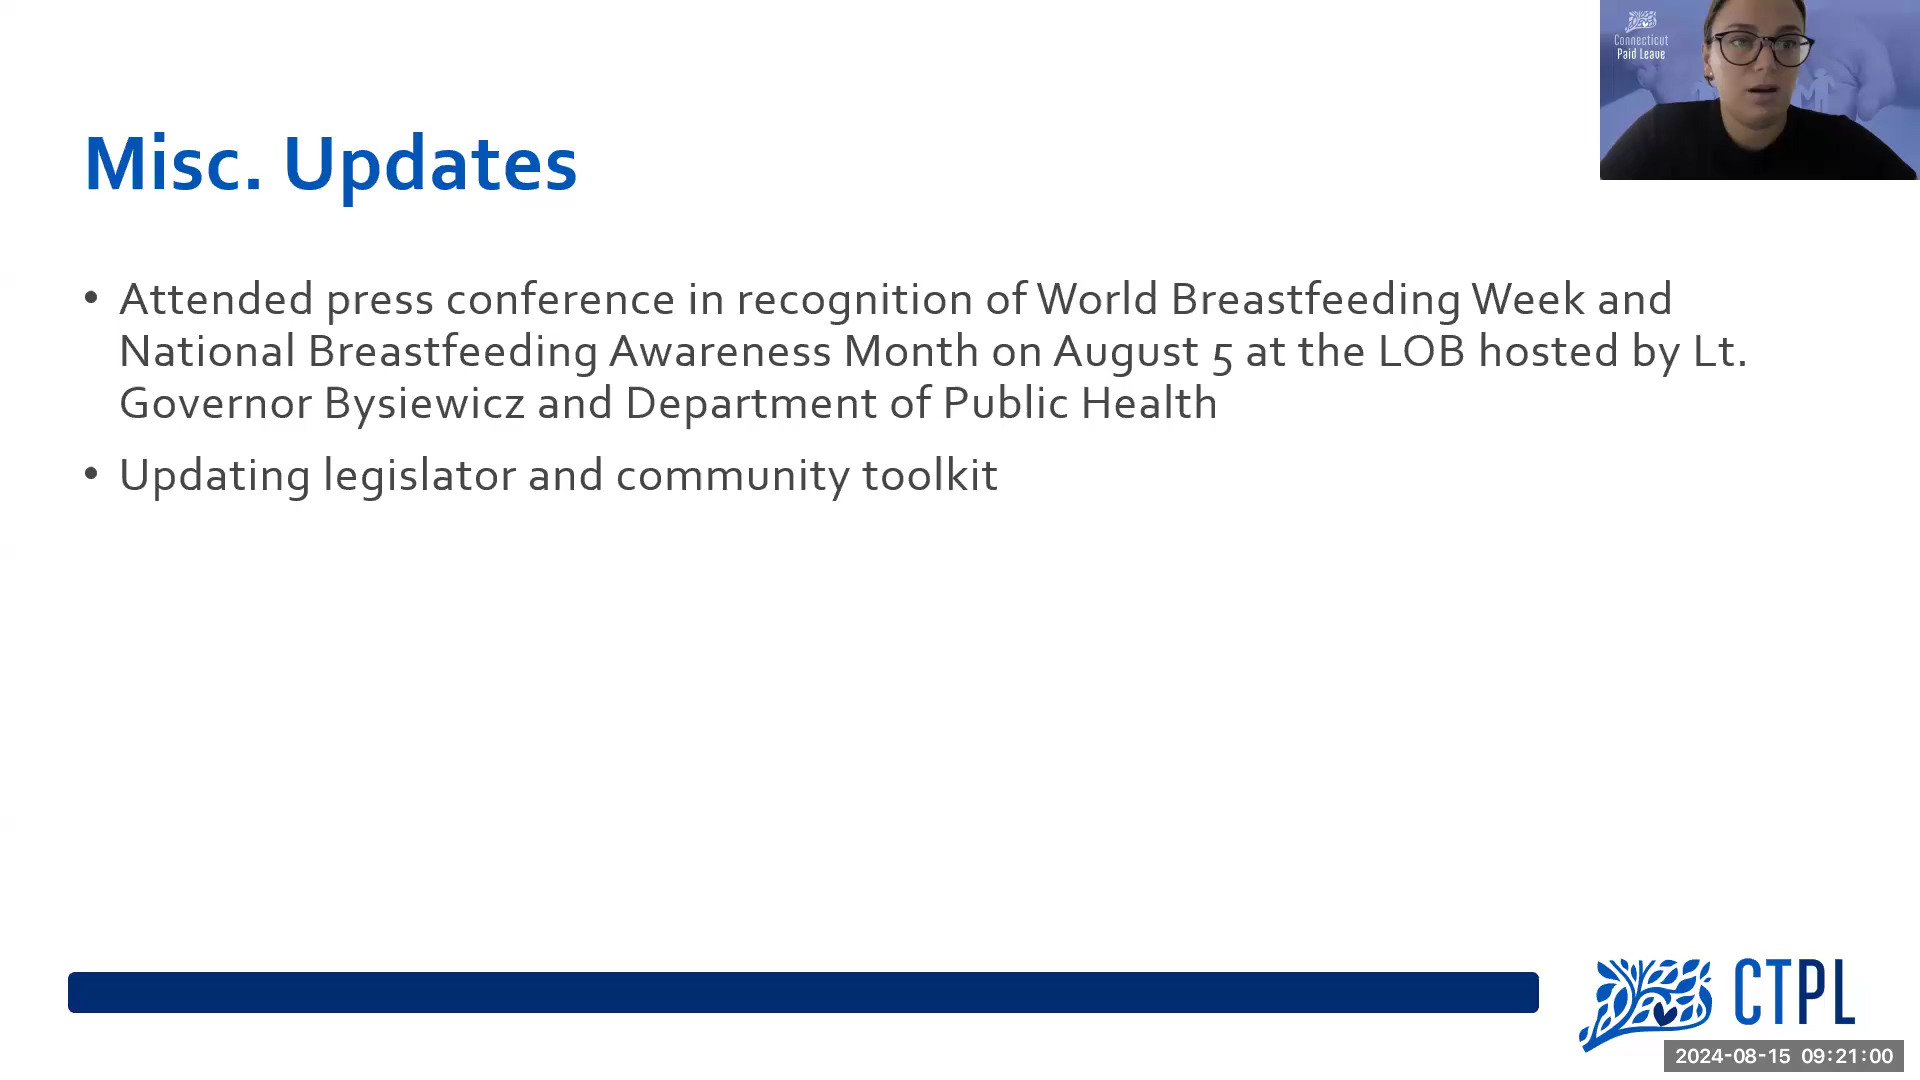 Connecticut
Paid Leave
Misc. Updates
• Attended press conference in recognition of World Breastfeeding Week and
National Breastfeeding Awareness Month on August 5 at the LOB hosted by Lt.
Governor Bysiewicz and Department of Public Health
• Updating legislator and community toolkit
CTPL
2024-08-15 09:21:00